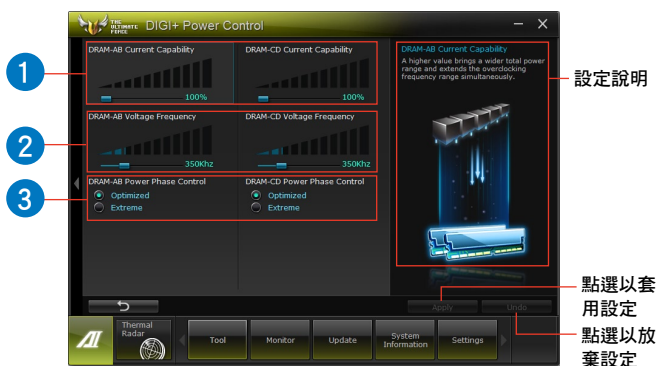 THE ULTIMATE FORCE DIGI+ Power Control
DRAM-AB Current Capability
DRAM-CD Current Capability
100%
100%
1
DRAM-AB Voltage Frequency
DRAM-CD Voltage Frequency
350Khz
350Khz
2
DRAM-AB Power Phase Control
DRAM-CD Power Phase Control
Optimized
Optimized
Extreme
Extreme
3
DRAM-AB Current Capability
A higher value brings a wider total power
range and extends the overclocking
frequency range simultaneously.
設定說明
Apply
Undo
點選以套
用設定
點選以放
棄設定
AI
Thermal
Radar
Tool
Monitor
Update
System
Information
Settings